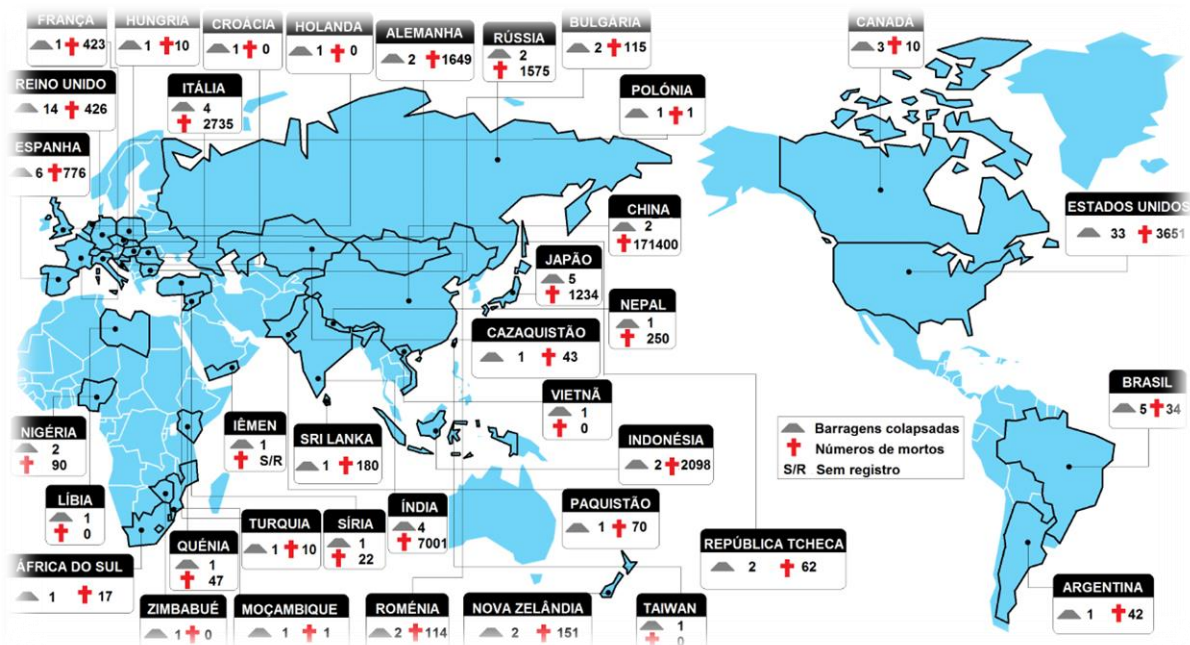 FRANÇA
1 423
HUNGRIA
1 10
CROÁCIA
1 0
HOLANDA
1 0
ALEMANHA
2 1649
RÚSSIA
2
1575
BULGÁRIA
2 115
CANADÁ
3 10
REINO UNIDO
14 426
ITÁLIA
4
2735
POLÓNIA
1 1
ESPANHA
6 776
CHINA
2
171400
ESTADOS UNIDOS
33 3651
JAPÃO
5
1234
NEPAL
1
250
CAZAQUISTÃO
1 43
VIETNÃ
1
0
BRASIL
5 34
NIGÉRIA
2
90
IÊMEN
1
S/R
SRI LANKA
1 180
INDONÉSIA
2 2098
Barragens colapsadas
Números de mortos
S/R Sem registro
LÍBIA
1
0
TURQUIA
1 10
SÍRIA
1
22
ÍNDIA
4
7001
PAQUISTÃO
1 70
REPÚBLICA TCHECA
2 62
QUÉNIA
1
47
ÁFRICA DO SUL
1 17
ARGENTINA
1 42
ZIMBABUÉ
1 0
MOÇAMBIQUE
1 1
ROMÉNIA
2 114
NOVA ZELÂNDIA
2 151
TAIWAN
1
0